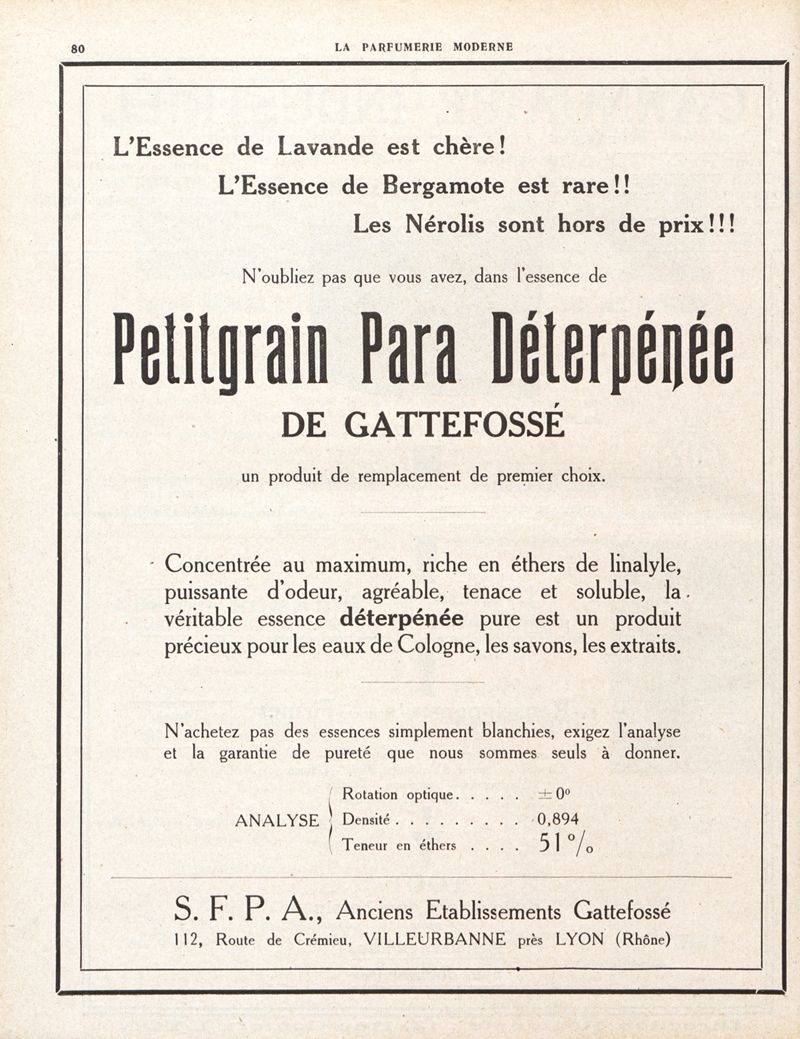 80
LA PARFUMERIE MODERNE
L'Essence de Lavande est chère!
L'Essence de Bergamote est rare!!
Les Nérolis sont hors de prix!!!
N'oubliez pas que vous avez, dans l'essence de
Petitgrain Para Déterpénée
DE GATTEFOSSÉ
un produit de remplacement de premier choix.
Concentrée au maximum, riche en éthers de linalyle,
puissante d'odeur, agréable, tenace et soluble, la
véritable essence déterpénée pure est un produit
précieux pour les eaux de Cologne, les savons, les extraits.
N'achetez pas des essences simplement blanchies, exigez l'analyse
et la garantie de pureté que nous sommes seuls à donner.
ANALYSE
Rotation optique. . . . . ±0°
Densité . . . . . . . . . 0,894
Teneur en éthers . . . . 51 %
S. F. P. A., Anciens Etablissements Gattefossé
112, Route de Crémieu, VILLEURBANNE près LYON (Rhône)